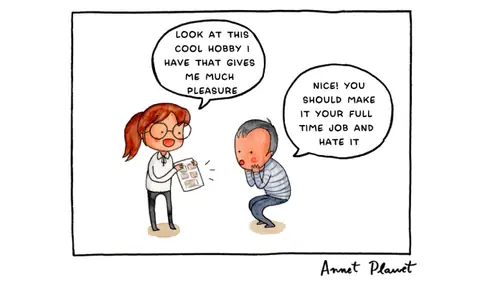 LOOK AT THIS
COOL HOBBY I
HAVE THAT GIVES
ME MUCH
PLEASURE
NICE! YOU
SHOULD MAKE
IT YOUR FULL
TIME JOB AND
HATE IT
Annet Planet